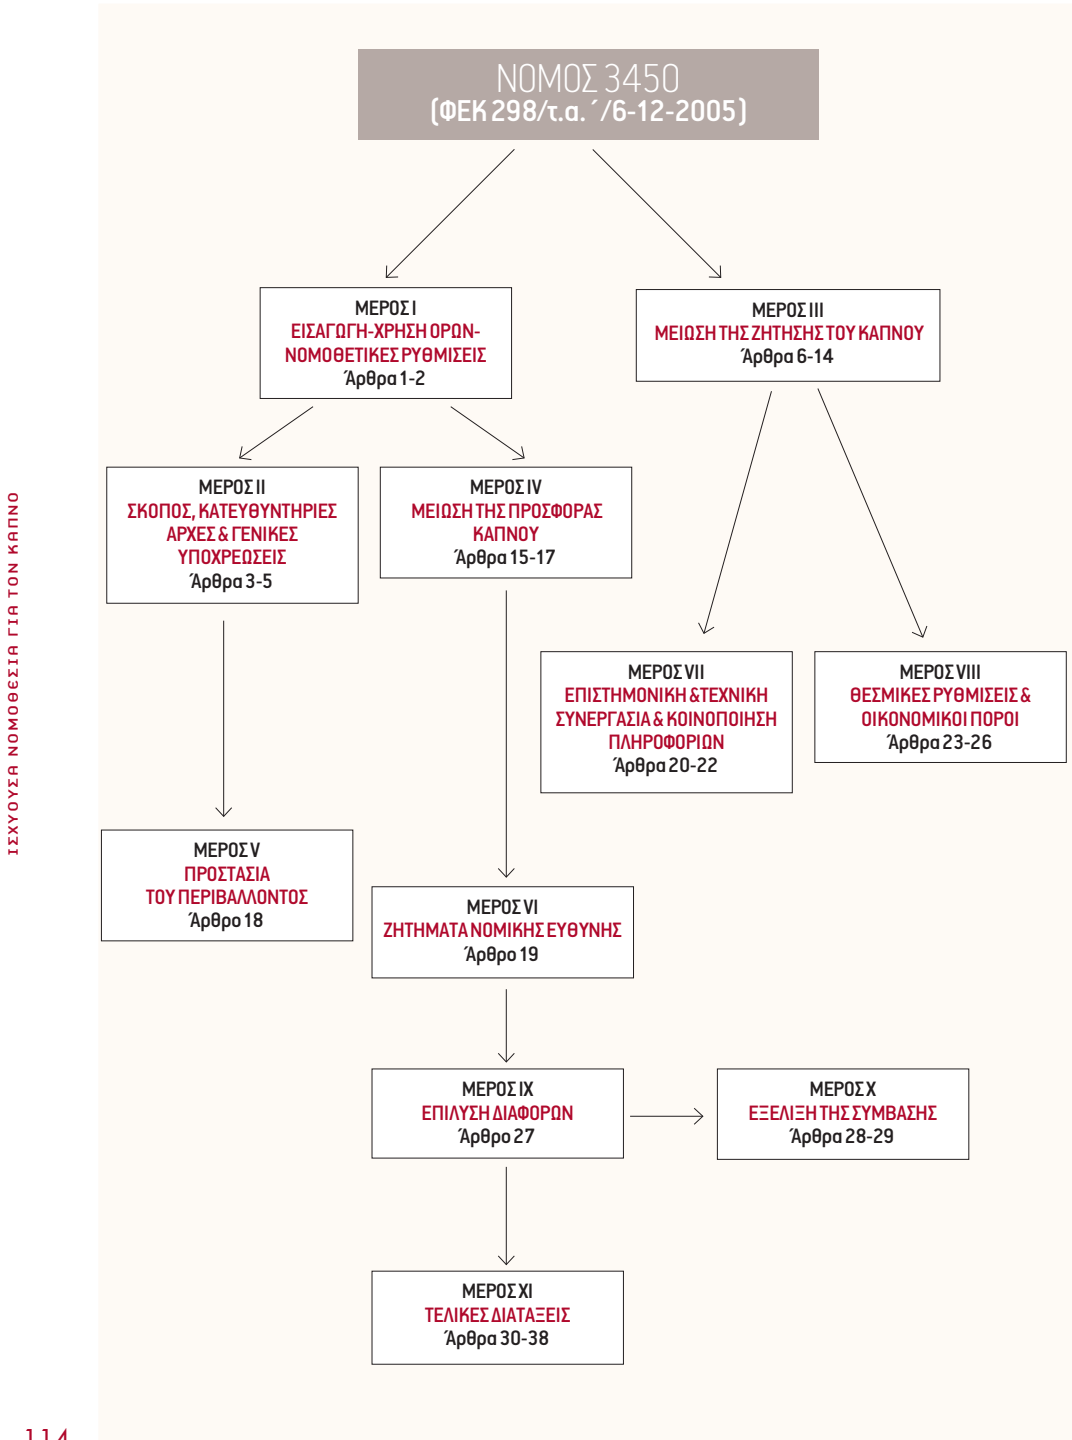 ΝΟΜΟΣ 3450
(ΦΕΚ 298/τ.α.΄/6-12-2005)
ΜΕΡΟΣ Ι
ΕΙΣΑΓΩΓΗ-ΧΡΗΣΗ ΟΡΩΝ-
ΝΟΜΟΘΕΤΙΚΕΣ ΡΥΘΜΙΣΕΙΣ
Άρθρα 1-2
ΜΕΡΟΣ ΙΙΙ
ΜΕΙΩΣΗ ΤΗΣ ΖΗΤΗΣΗΣ ΤΟΥ ΚΑΠΝΟΥ
Άρθρα 6-14
ΜΕΡΟΣ ΙΙ
ΣΚΟΠΟΣ, ΚΑΤΕΥΘΥΝΤΗΡΙΕΣ
ΑΡΧΕΣ & ΓΕΝΙΚΕΣ
ΥΠΟΧΡΕΩΣΕΙΣ
Άρθρα 3-5
ΜΕΡΟΣ IV
ΜΕΙΩΣΗ ΤΗΣ ΠΡΟΣΦΟΡΑΣ
ΚΑΠΝΟΥ
Άρθρα 15-17
ΜΕΡΟΣ VII
ΕΠΙΣΤΗΜΟΝΙΚΗ & ΤΕΧΝΙΚΗ
ΣΥΝΕΡΓΑΣΙΑ & ΚΟΙΝΟΠΟΙΗΣΗ
ΠΛΗΡΟΦΟΡΙΩΝ
Άρθρα 20-22
ΜΕΡΟΣ VIII
ΘΕΣΜΙΚΕΣ ΡΥΘΜΙΣΕΙΣ &
ΟΙΚΟΝΟΜΙΚΟΙ ΠΟΡΟΙ
Άρθρα 23-26
ΜΕΡΟΣ V
ΠΡΟΣΤΑΣΙΑ
ΤΟΥ ΠΕΡΙΒΑΛΛΟΝΤΟΣ
Άρθρο 18
ΜΕΡΟΣ VI
ΖΗΤΗΜΑΤΑ ΝΟΜΙΚΗΣ ΕΥΘΥΝΗΣ
Άρθρο 19
ΜΕΡΟΣ IX
ΕΠΙΛΥΣΗ ΔΙΑΦΟΡΩΝ
Άρθρο 27
ΜΕΡΟΣ X
ΕΞΕΛΙΞΗ ΤΗΣ ΣΥΜΒΑΣΗΣ
Άρθρα 28-29
ΜΕΡΟΣ XI
ΤΕΛΙΚΕΣ ΔΙΑΤΑΞΕΙΣ
Άρθρα 30-38
ΙΣΧΥΟΥΣΑ ΝΟΜΟΘΕΣΙΑ ΓΙΑ ΤΟΝ ΚΑΠΝΟ
114